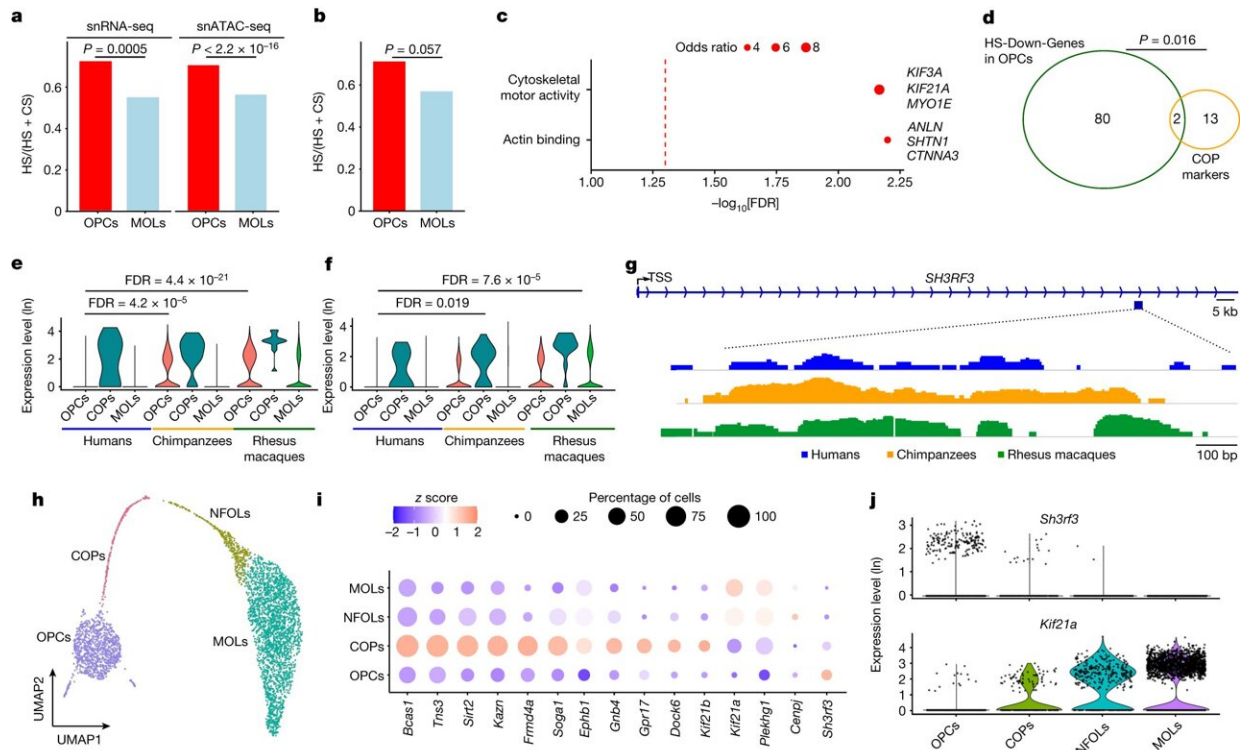 a
snRNA-seq snATAC-seq
P = 0.0005 P < 2.2 × 10⁻¹⁶
HS/(HS + CS)
0.6
0.4
0.2
0
OPCs MOLs OPCs MOLs
b
P = 0.057
HS/(HS + CS)
0.6
0.4
0.2
0
OPCs MOLs
c
Odds ratio 4 6 8
Cytoskeletal
motor activity
KIF3A
KIF21A
MYO1E
Actin binding
ANLN
SHTN1
CTNNA3
1.00 1.25 1.50 1.75 2.00 2.25
–log₁₀[FDR]
d
P = 0.016
HS-Down-Genes
in OPCs
80 2 13
COP
markers
e
FDR = 4.4 × 10⁻²¹
FDR = 4.2 × 10⁻⁵
Expression level (ln)
4
2
0
OPCs COPs MOLs OPCs COPs MOLs OPCs COPs MOLs
Humans Chimpanzees Rhesus
macaques
f
FDR = 7.6 × 10⁻⁵
FDR = 0.019
Expression level (ln)
4
2
0
OPCs COPs MOLs OPCs COPs MOLs OPCs COPs MOLs
Humans Chimpanzees Rhesus
macaques
g
TSS SH3RF3
5 kb
Humans Chimpanzees Rhesus macaques 100 bp
h
NFOLs
COPs
OPCs
MOLs
UMAP2
UMAP1
i
z score Percentage of cells
–2 –1 0 1 2 0 25 50 75 100
MOLs
NFOLs
COPs
OPCs
Bcas1 Tns3 Sirt2 Kazn Frmd4a Soga1 Ephb1 Gnb4 Gpr17 Dock6 Kif21b Kif21a Plekhg1 Cenpj Sh3rf3
j
Sh3rf3
3
2
1
0
Expression level (ln)
Kif21a
4
3
2
1
0
OPCs COPs NFOLs MOLs